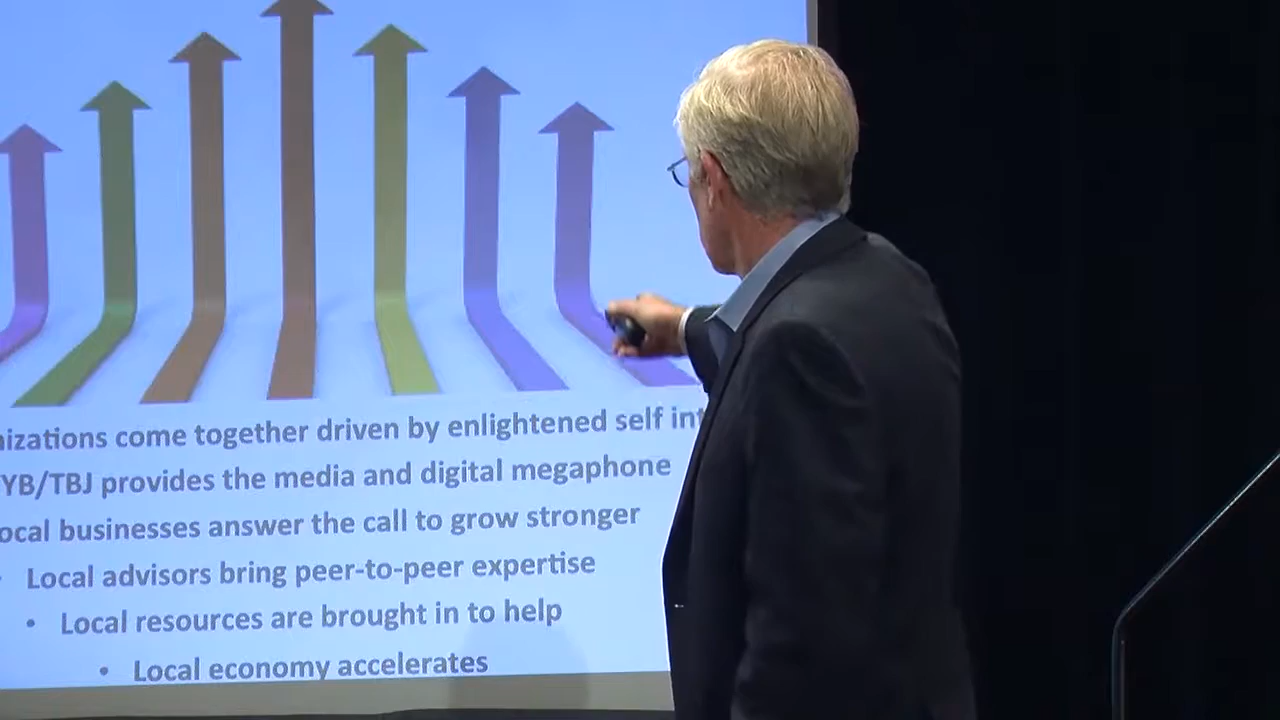 nizations come together driven by enlightened self int
YB/TBJ provides the media and digital megaphone
ocal businesses answer the call to grow stronger
Local advisors bring peer-to-peer expertise
• Local resources are brought in to help
• Local economy accelerates